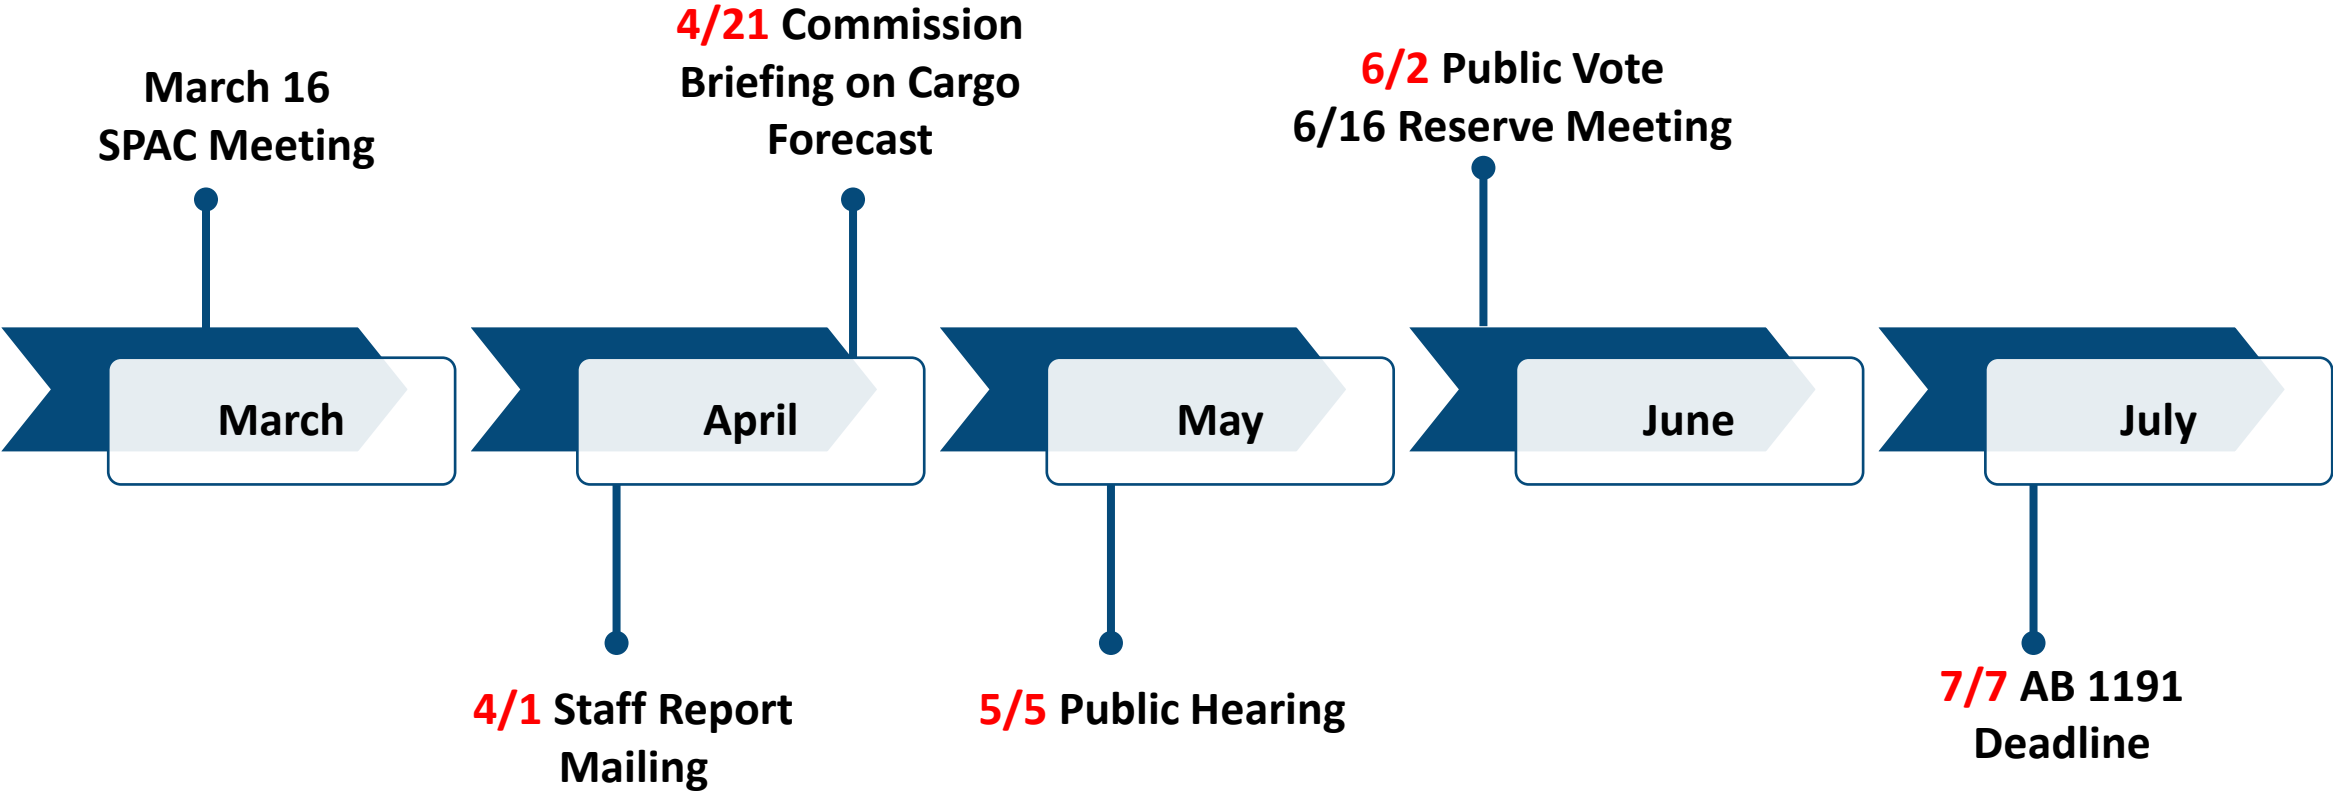 March 16
SPAC Meeting
4/21 Commission
Briefing on Cargo
Forecast
6/2 Public Vote
6/16 Reserve Meeting
March
April
May
June
July
4/1 Staff Report
Mailing
5/5 Public Hearing
7/7 AB 1191
Deadline